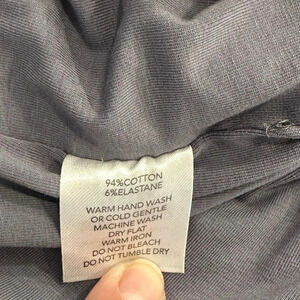 94%COTTON
6%ELASTANE
WARM HAND WASH
OR COLD GENTLE
MACHINE WASH
DRY FLAT
WARM IRON
DO NOT BLEACH
DO NOT TUMBLE DRY